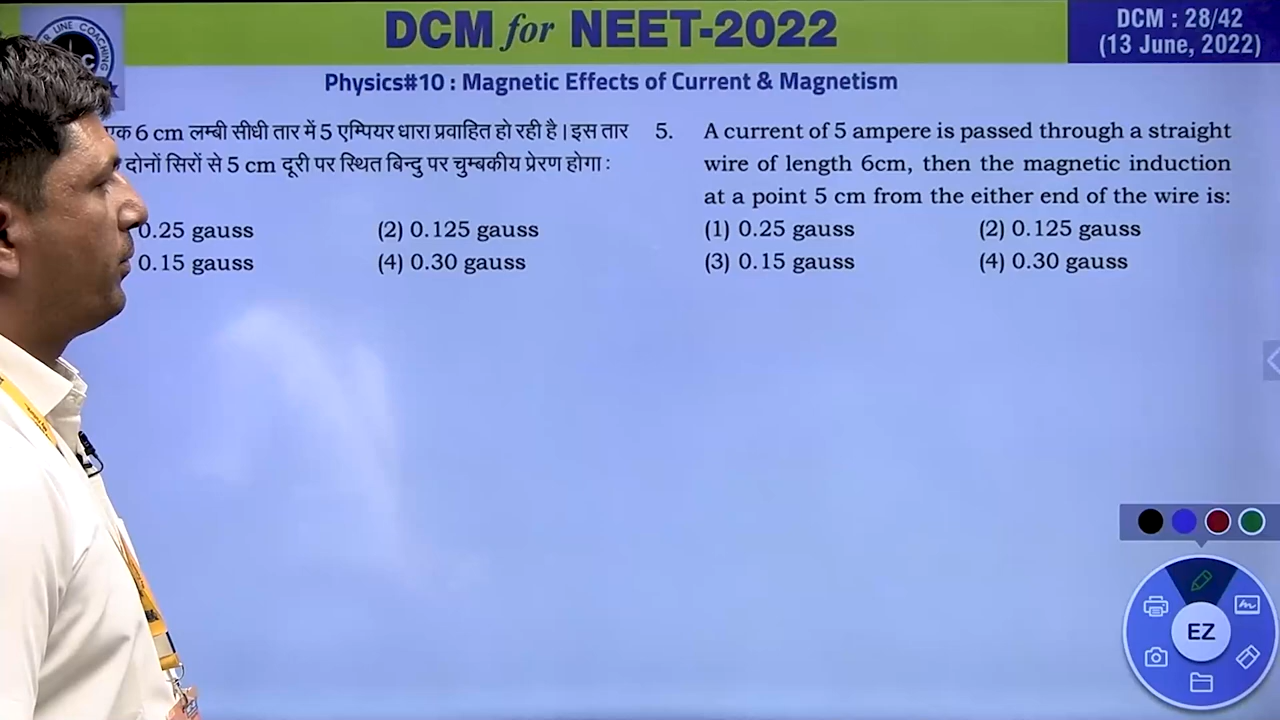 DCM for NEET-2022
DCM : 28/42
(13 June, 2022)
LINE COACHING
Physics#10 : Magnetic Effects of Current & Magnetism
एक 6 cm लम्बी सीधी तार में 5 एम्पियर धारा प्रवाहित हो रही है। इस तार
दोनों सिरों से 5 cm दूरी पर स्थित बिन्दु पर चुम्बकीय प्रेरण होगा :
0.25 gauss (2) 0.125 gauss
0.15 gauss (4) 0.30 gauss
5. A current of 5 ampere is passed through a straight
wire of length 6cm, then the magnetic induction
at a point 5 cm from the either end of the wire is:
(1) 0.25 gauss (2) 0.125 gauss
(3) 0.15 gauss (4) 0.30 gauss
EZ